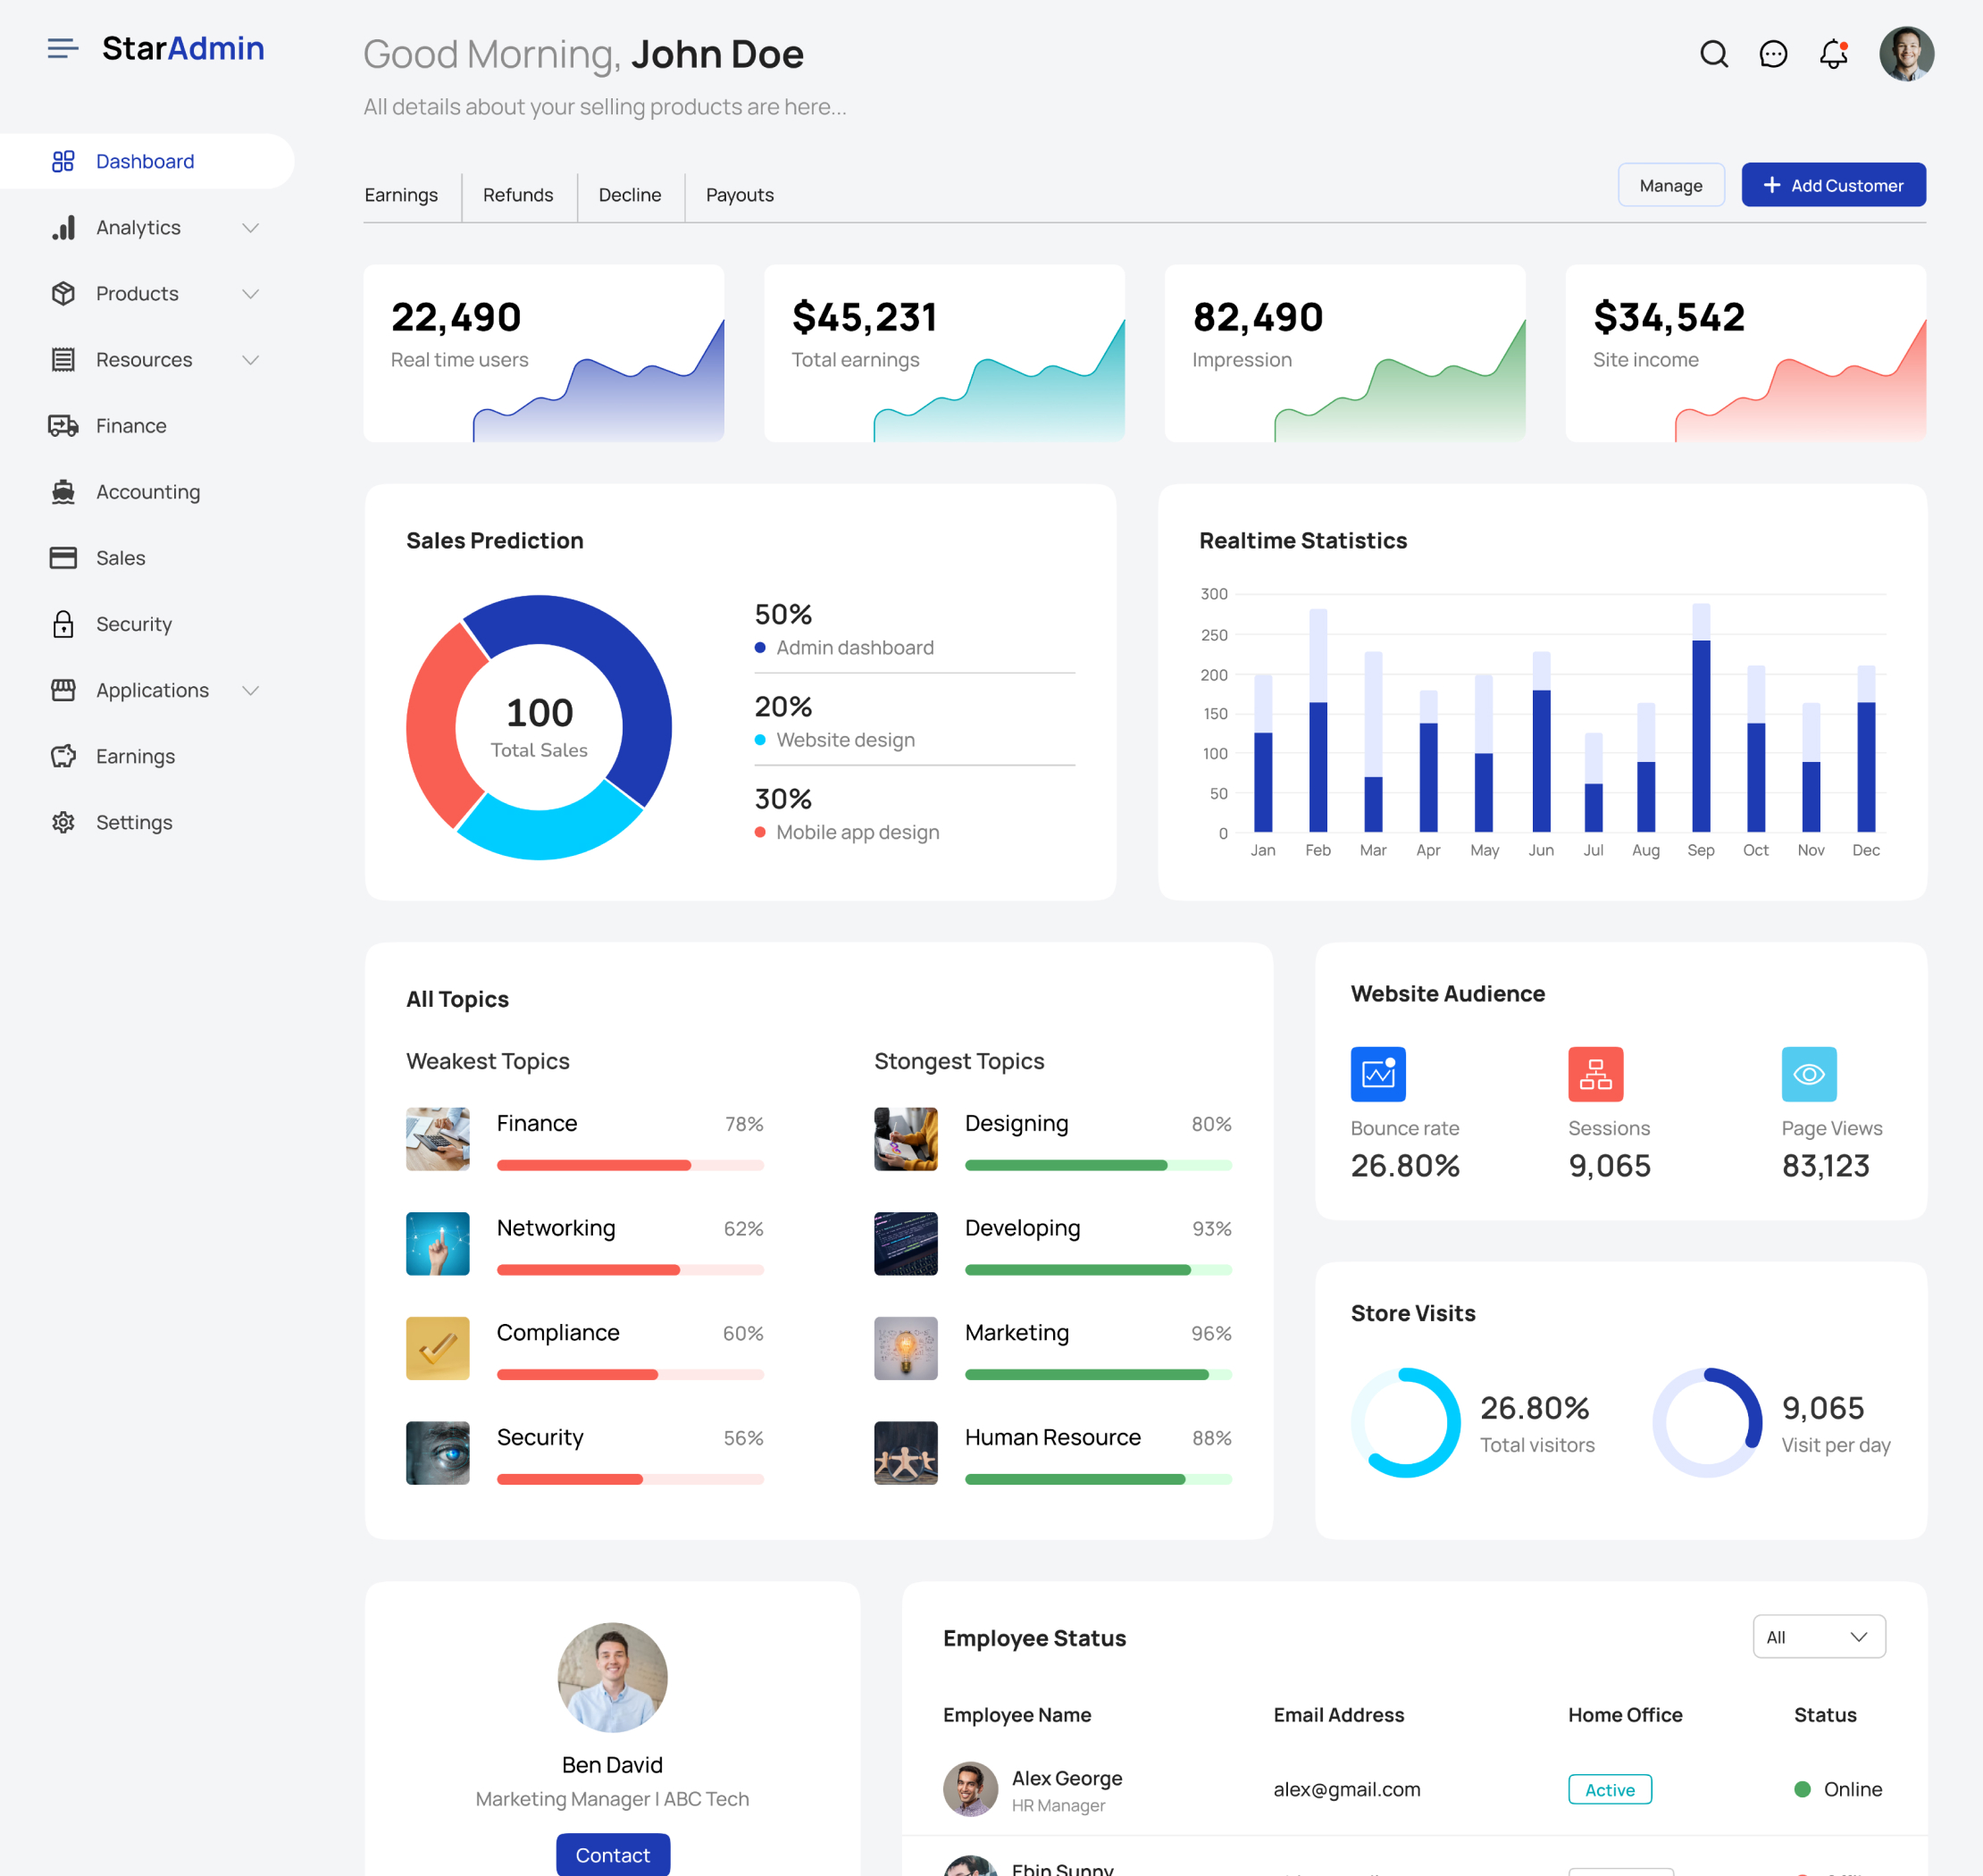 StarAdmin
Good Morning, John Doe
All details about your selling products are here...
Dashboard
Analytics
Products
Resources
Finance
Accounting
Sales
Security
Applications
Earnings
Settings
Earnings
Refunds
Decline
Payouts
Manage
Add Customer
22,490
Real time users
$45,231
Total earnings
82,490
Impression
$34,542
Site income
Sales Prediction
100
Total Sales
50%
Admin dashboard
20%
Website design
30%
Mobile app design
Realtime Statistics
300
250
200
150
100
50
0
Jan Feb Mar Apr May Jun Jul Aug Sep Oct Nov Dec
All Topics
Weakest Topics
Finance 78%
Networking 62%
Compliance 60%
Security 56%
Stongest Topics
Designing 80%
Developing 93%
Marketing 96%
Human Resource 88%
Website Audience
Bounce rate
26.80%
Sessions
9,065
Page Views
83,123
Store Visits
26.80%
Total visitors
9,065
Visit per day
Ben David
Marketing Manager | ABC Tech
Contact
Employee Status
All
Employee Name Email Address Home Office Status
Alex George
HR Manager
alex@gmail.com
Active
Online
Ebin Sunny